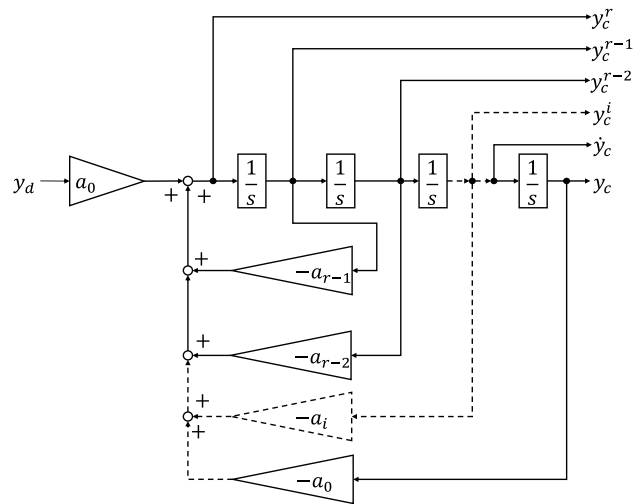 y_c^r
y_c^{r−1}
y_c^{r−2}
y_c^i
ẏ_c
y_d a_0 + + 1/s 1/s 1/s 1/s y_c
+
−a_{r−1}
+
−a_{r−2}
+
−a_i
+
−a_0